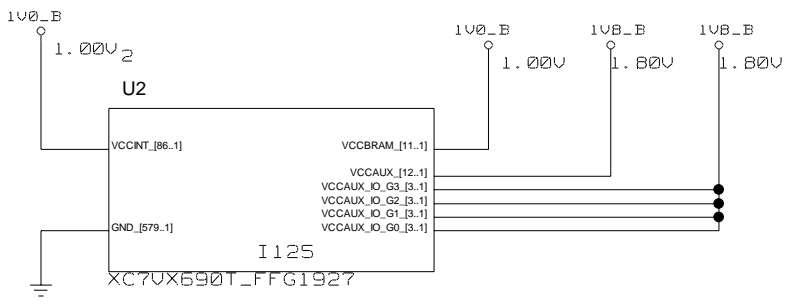 1V0_B
1.00V
2
U2
1V0_B
1.00V
1V8_B
1.80V
1V8_B
1.80V
VCCINT_[86..1]
VCCBRAM_[11..1]
VCCAUX_[12..1]
VCCAUX_IO_G3_[3..1]
VCCAUX_IO_G2_[3..1]
VCCAUX_IO_G1_[3..1]
GND_[579..1]
VCCAUX_IO_G0_[3..1]
I125
XC7VX690T_FFG1927